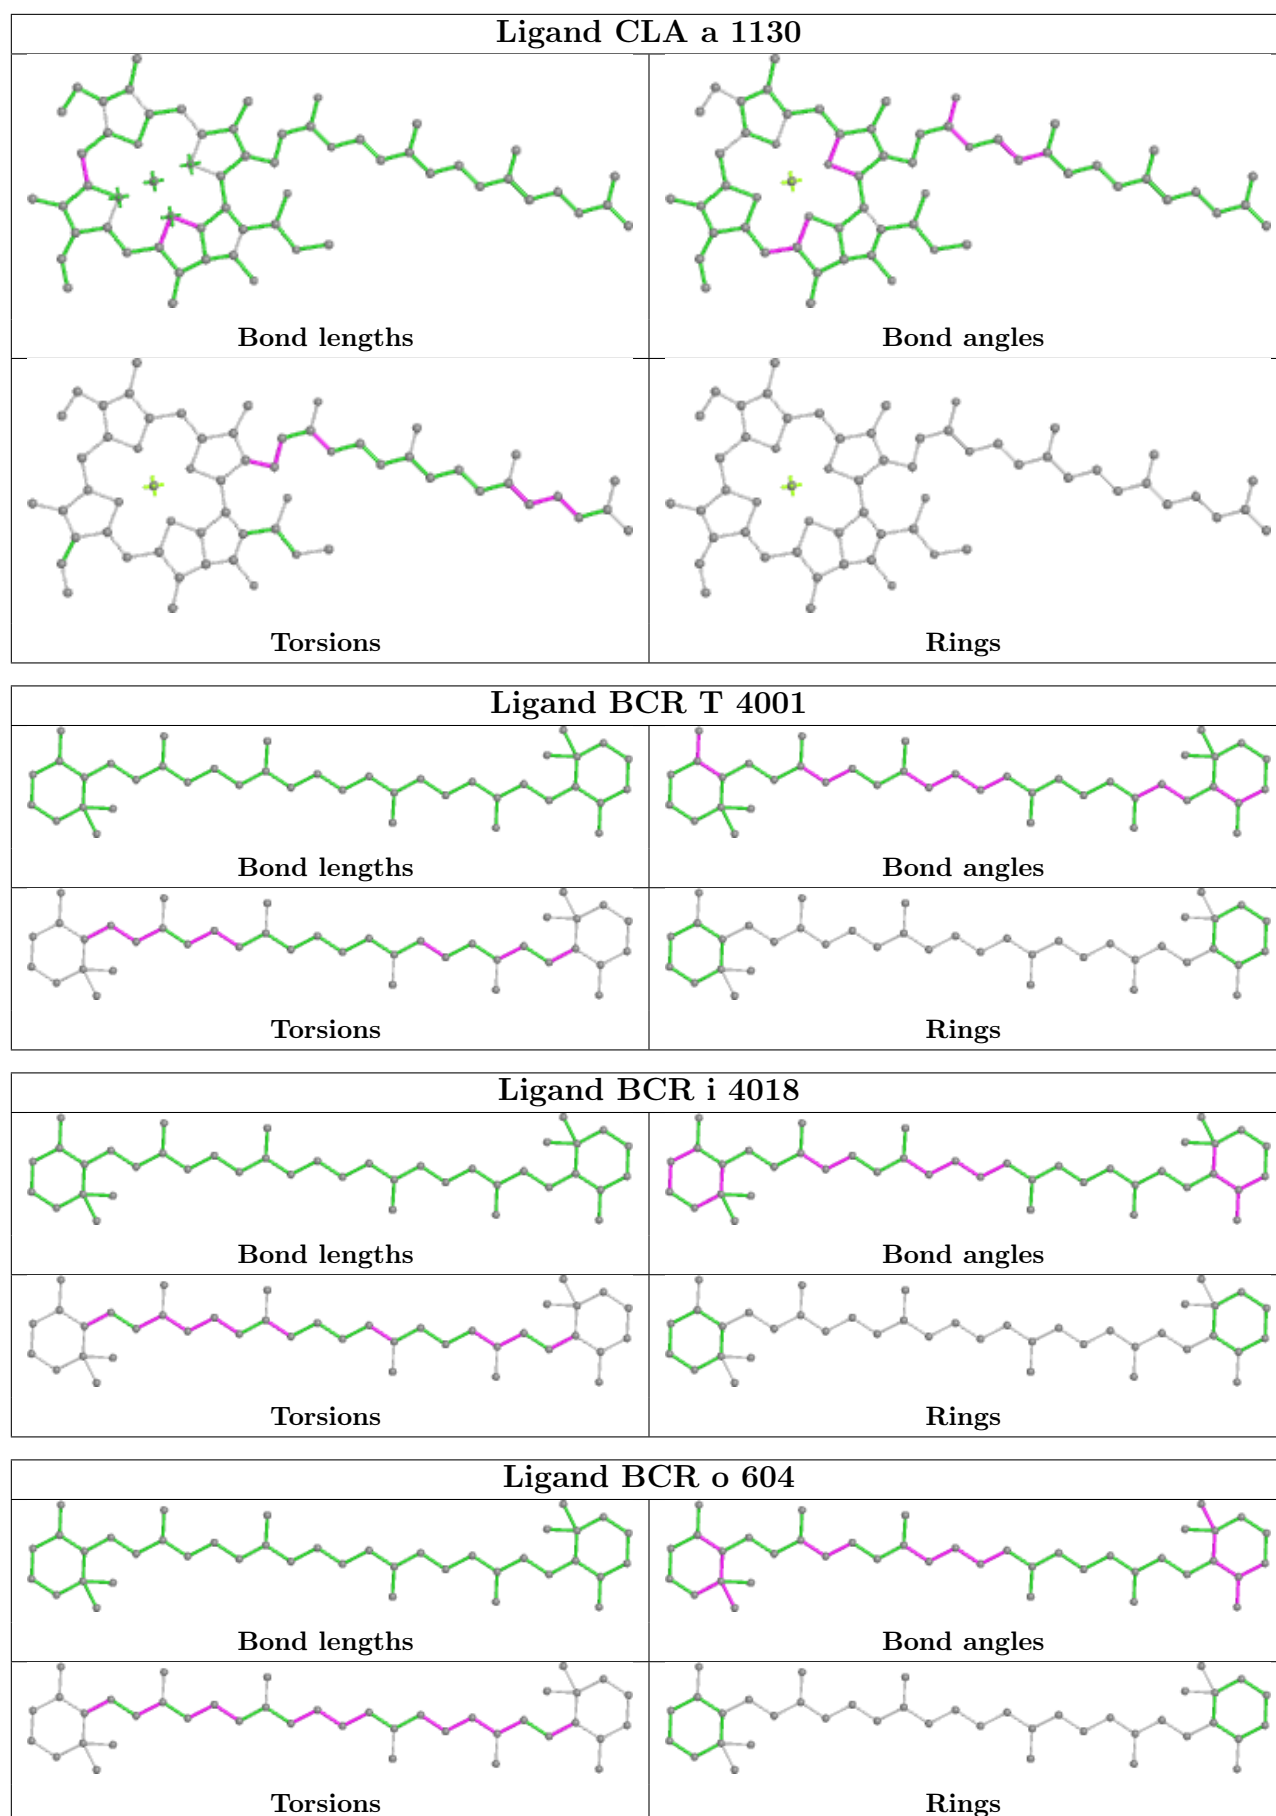 Ligand CLA a 1130
Bond lengths
Bond angles
Torsions
Rings
Ligand BCR T 4001
Bond lengths
Bond angles
Torsions
Rings
Ligand BCR i 4018
Bond lengths
Bond angles
Torsions
Rings
Ligand BCR o 604
Bond lengths
Bond angles
Torsions
Rings